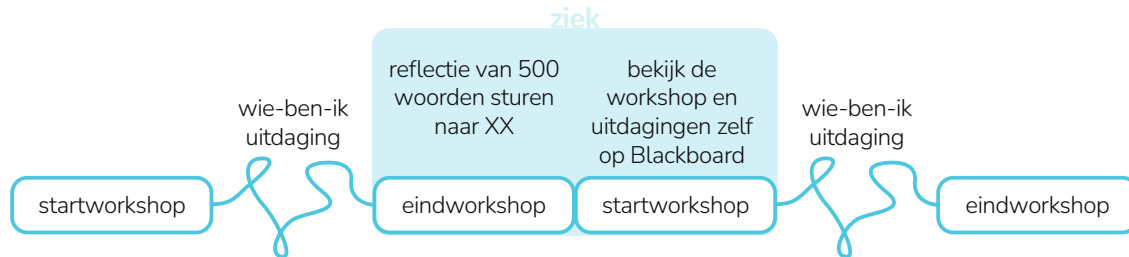 ziek
reflectie van 500
woorden sturen
naar XX
bekijk de
workshop en
uitdagingen zelf
op Blackboard
wie-ben-ik
uitdaging
wie-ben-ik
uitdaging
startworkshop
eindworkshop
startworkshop
eindworkshop